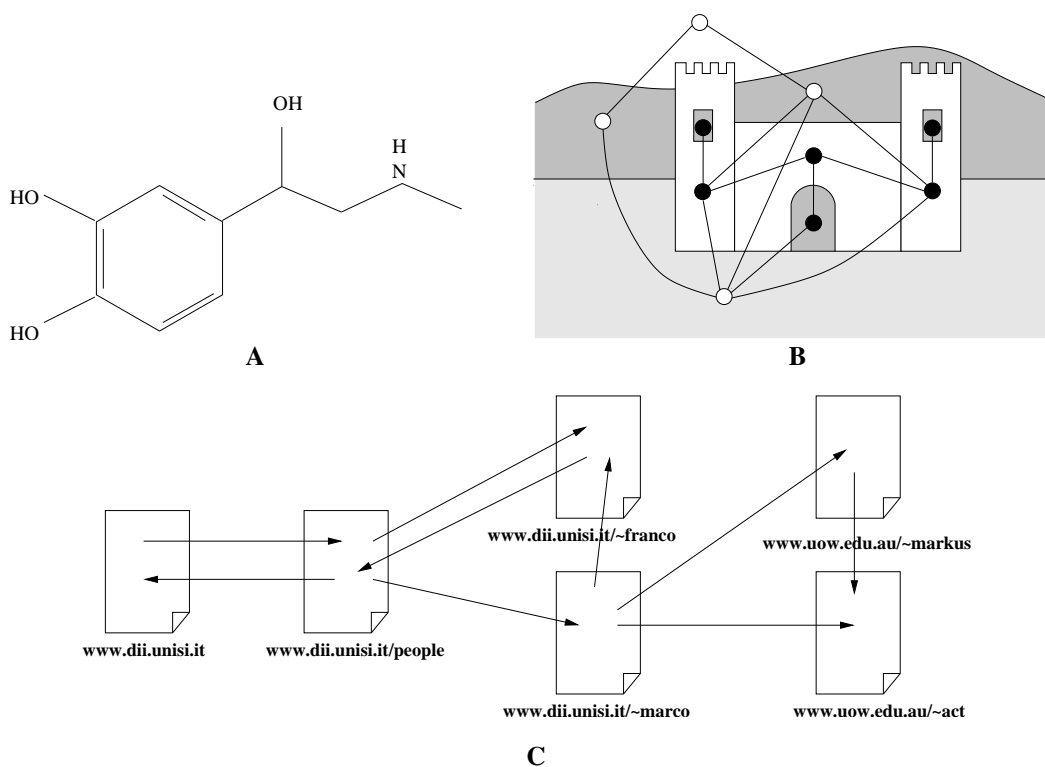 OH
H
N
HO
HO
A
B
www.dii.unisi.it/~franco
www.uow.edu.au/~markus
www.dii.unisi.it
www.dii.unisi.it/people
www.dii.unisi.it/~marco
www.uow.edu.au/~act
C